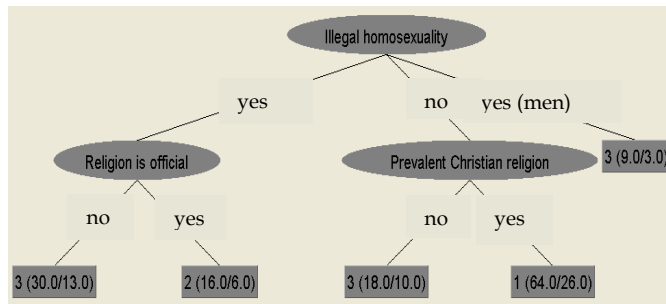 Illegal homosexuality
yes
no
yes (men)
Religion is official
Prevalent Christian religion
3 (9.0/3.0)
no
yes
no
yes
3 (30.0/13.0)
2 (16.0/6.0)
3 (18.0/10.0)
1 (64.0/26.0)